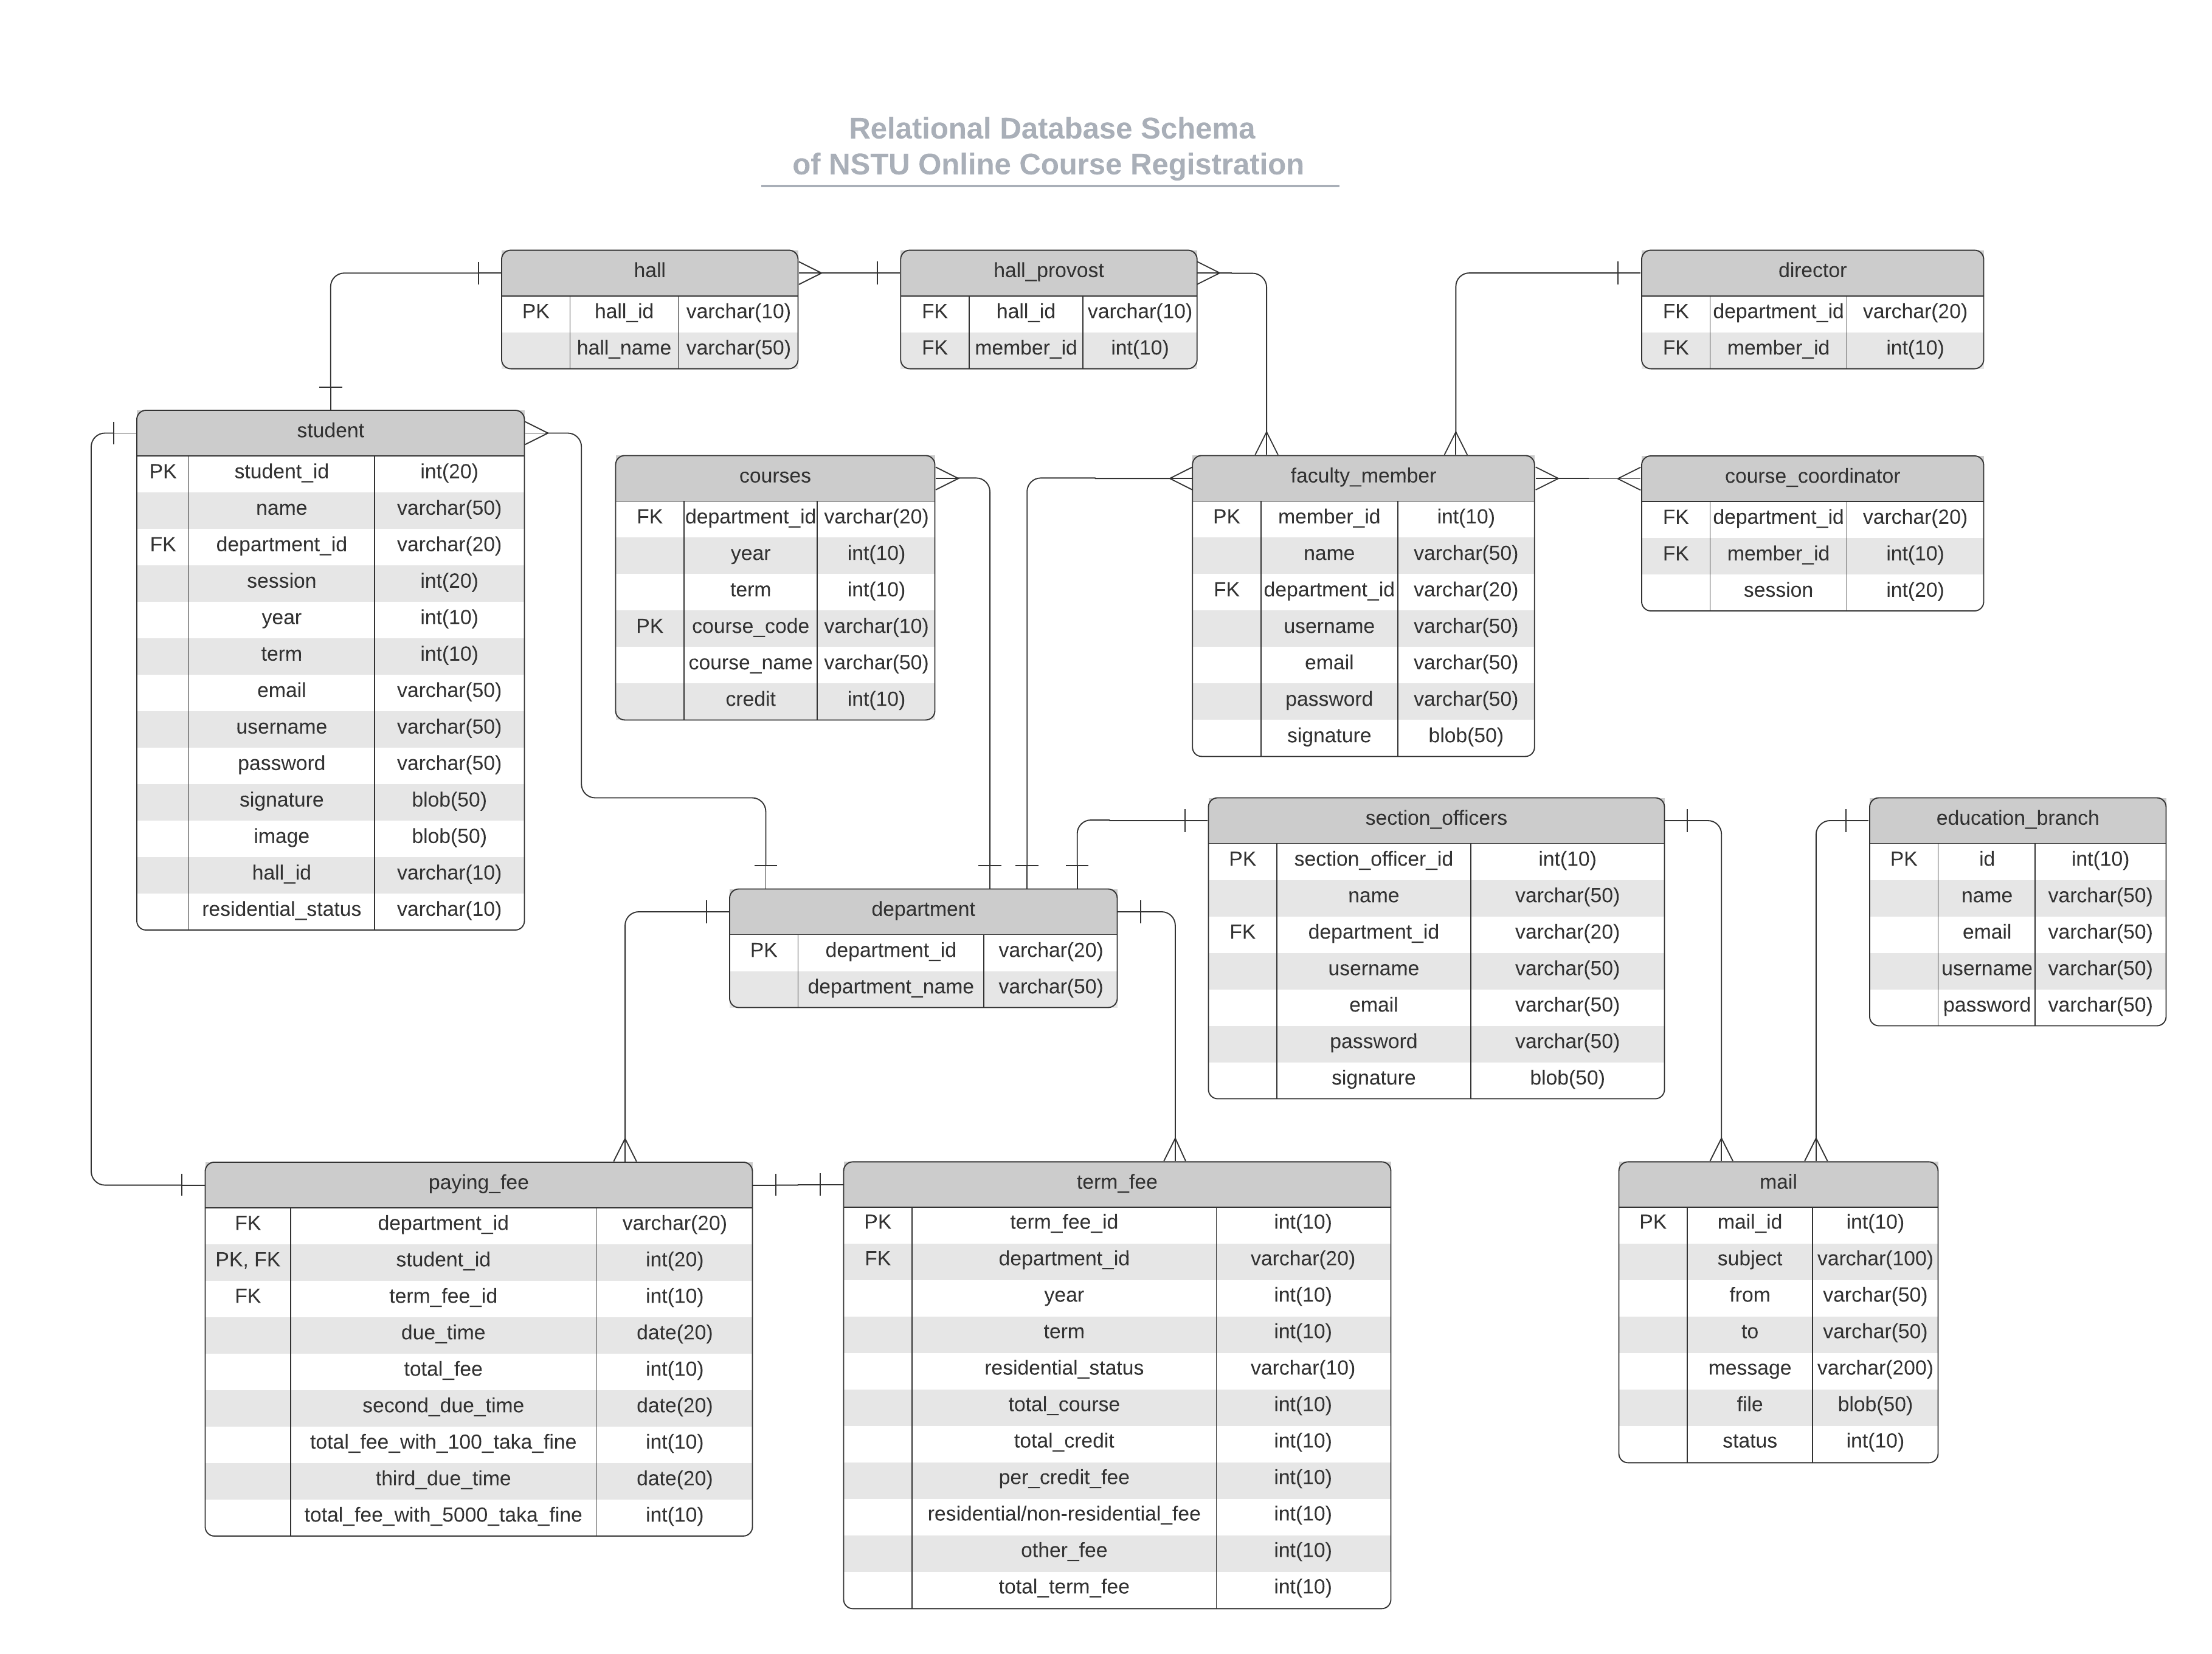 Relational Database Schema
of NSTU Online Course Registration
hall
PK hall_id varchar(10)
hall_name varchar(50)
hall_provost
FK hall_id varchar(10)
FK member_id int(10)
director
FK department_id varchar(20)
FK member_id int(10)
student
PK student_id int(20)
name varchar(50)
FK department_id varchar(20)
session int(20)
year int(10)
term int(10)
email varchar(50)
username varchar(50)
password varchar(50)
signature blob(50)
image blob(50)
hall_id varchar(10)
residential_status varchar(10)
courses
FK department_id varchar(20)
year int(10)
term int(10)
PK course_code varchar(10)
course_name varchar(50)
credit int(10)
faculty_member
PK member_id int(10)
name varchar(50)
FK department_id varchar(20)
username varchar(50)
email varchar(50)
password varchar(50)
signature blob(50)
course_coordinator
FK department_id varchar(20)
FK member_id int(10)
session int(20)
department
PK department_id varchar(20)
department_name varchar(50)
section_officers
PK section_officer_id int(10)
name varchar(50)
FK department_id varchar(20)
username varchar(50)
email varchar(50)
password varchar(50)
signature blob(50)
education_branch
PK id int(10)
name varchar(50)
email varchar(50)
username varchar(50)
password varchar(50)
paying_fee
FK department_id varchar(20)
PK, FK student_id int(20)
FK term_fee_id int(10)
due_time date(20)
total_fee int(10)
second_due_time date(20)
total_fee_with_100_taka_fine int(10)
third_due_time date(20)
total_fee_with_5000_taka_fine int(10)
term_fee
PK term_fee_id int(10)
FK department_id varchar(20)
year int(10)
term int(10)
residential_status varchar(10)
total_course int(10)
total_credit int(10)
per_credit_fee int(10)
residential/non-residential_fee int(10)
other_fee int(10)
total_term_fee int(10)
mail
PK mail_id int(10)
subject varchar(100)
from varchar(50)
to varchar(50)
message varchar(200)
file blob(50)
status int(10)